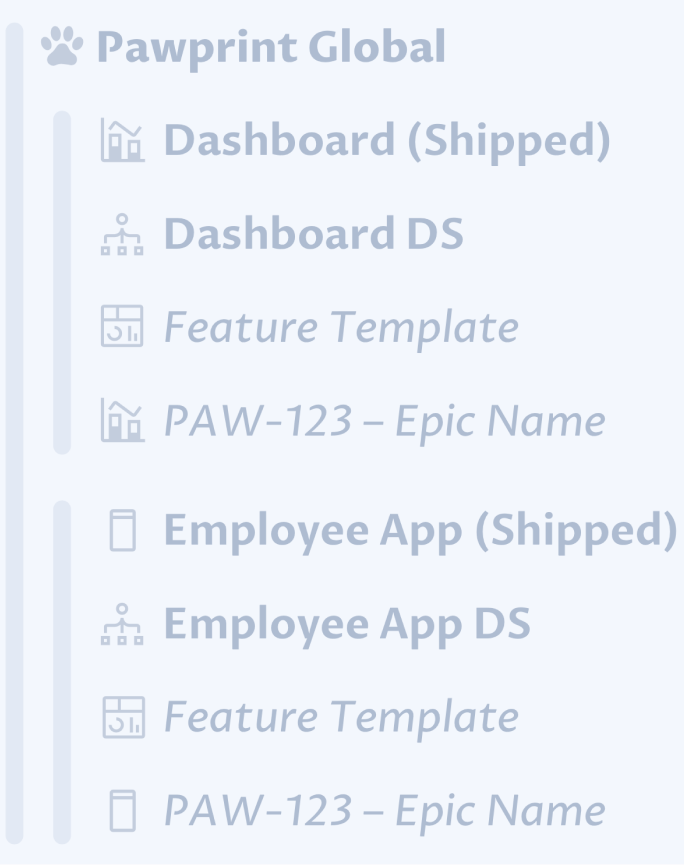 Pawprint Global
Dashboard (Shipped)
Dashboard DS
Feature Template
PAW-123 – Epic Name
Employee App (Shipped)
Employee App DS
Feature Template
PAW-123 – Epic Name